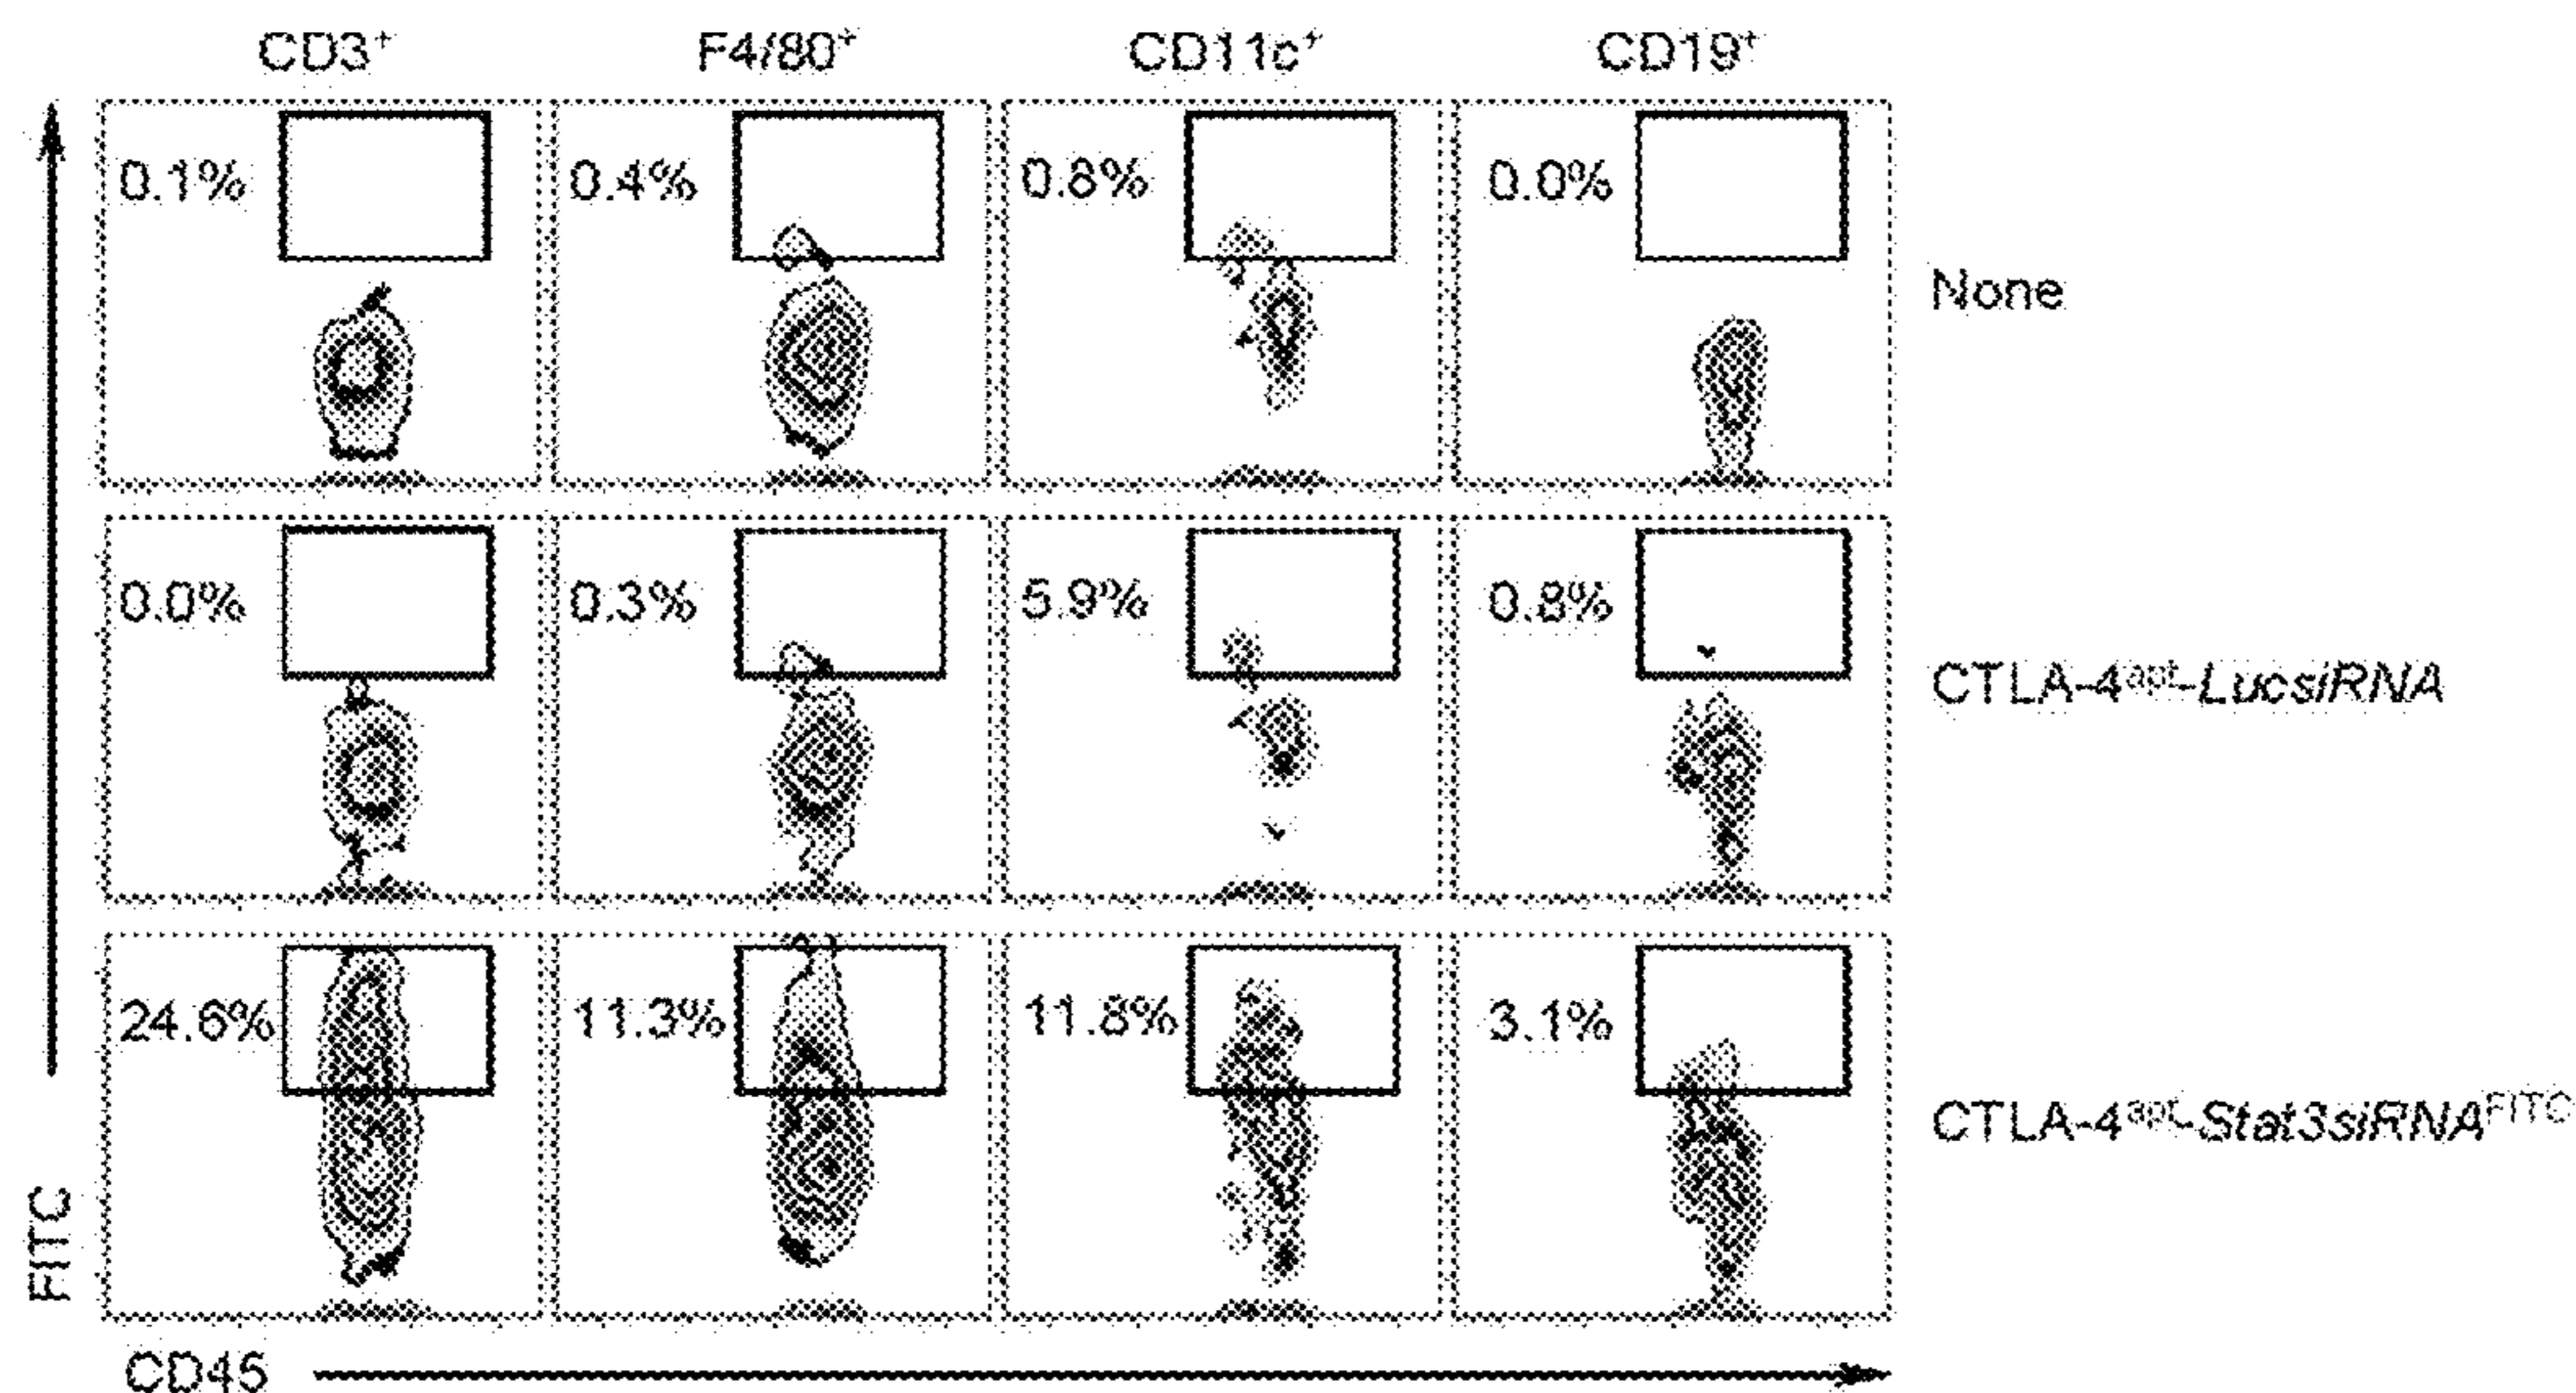 CD3⁺ F4/80⁺ CD11c⁺ CD19⁺
0.1% 0.4% 0.8% 0.0%
None
0.0% 0.3% 5.9% 0.8%
CTLA-4ᵃᵖᵗ-LucsiRNA
24.6% 11.3% 11.8% 3.1%
CTLA-4ᵃᵖᵗ-Stat3siRNAFITC
FITC
CD45